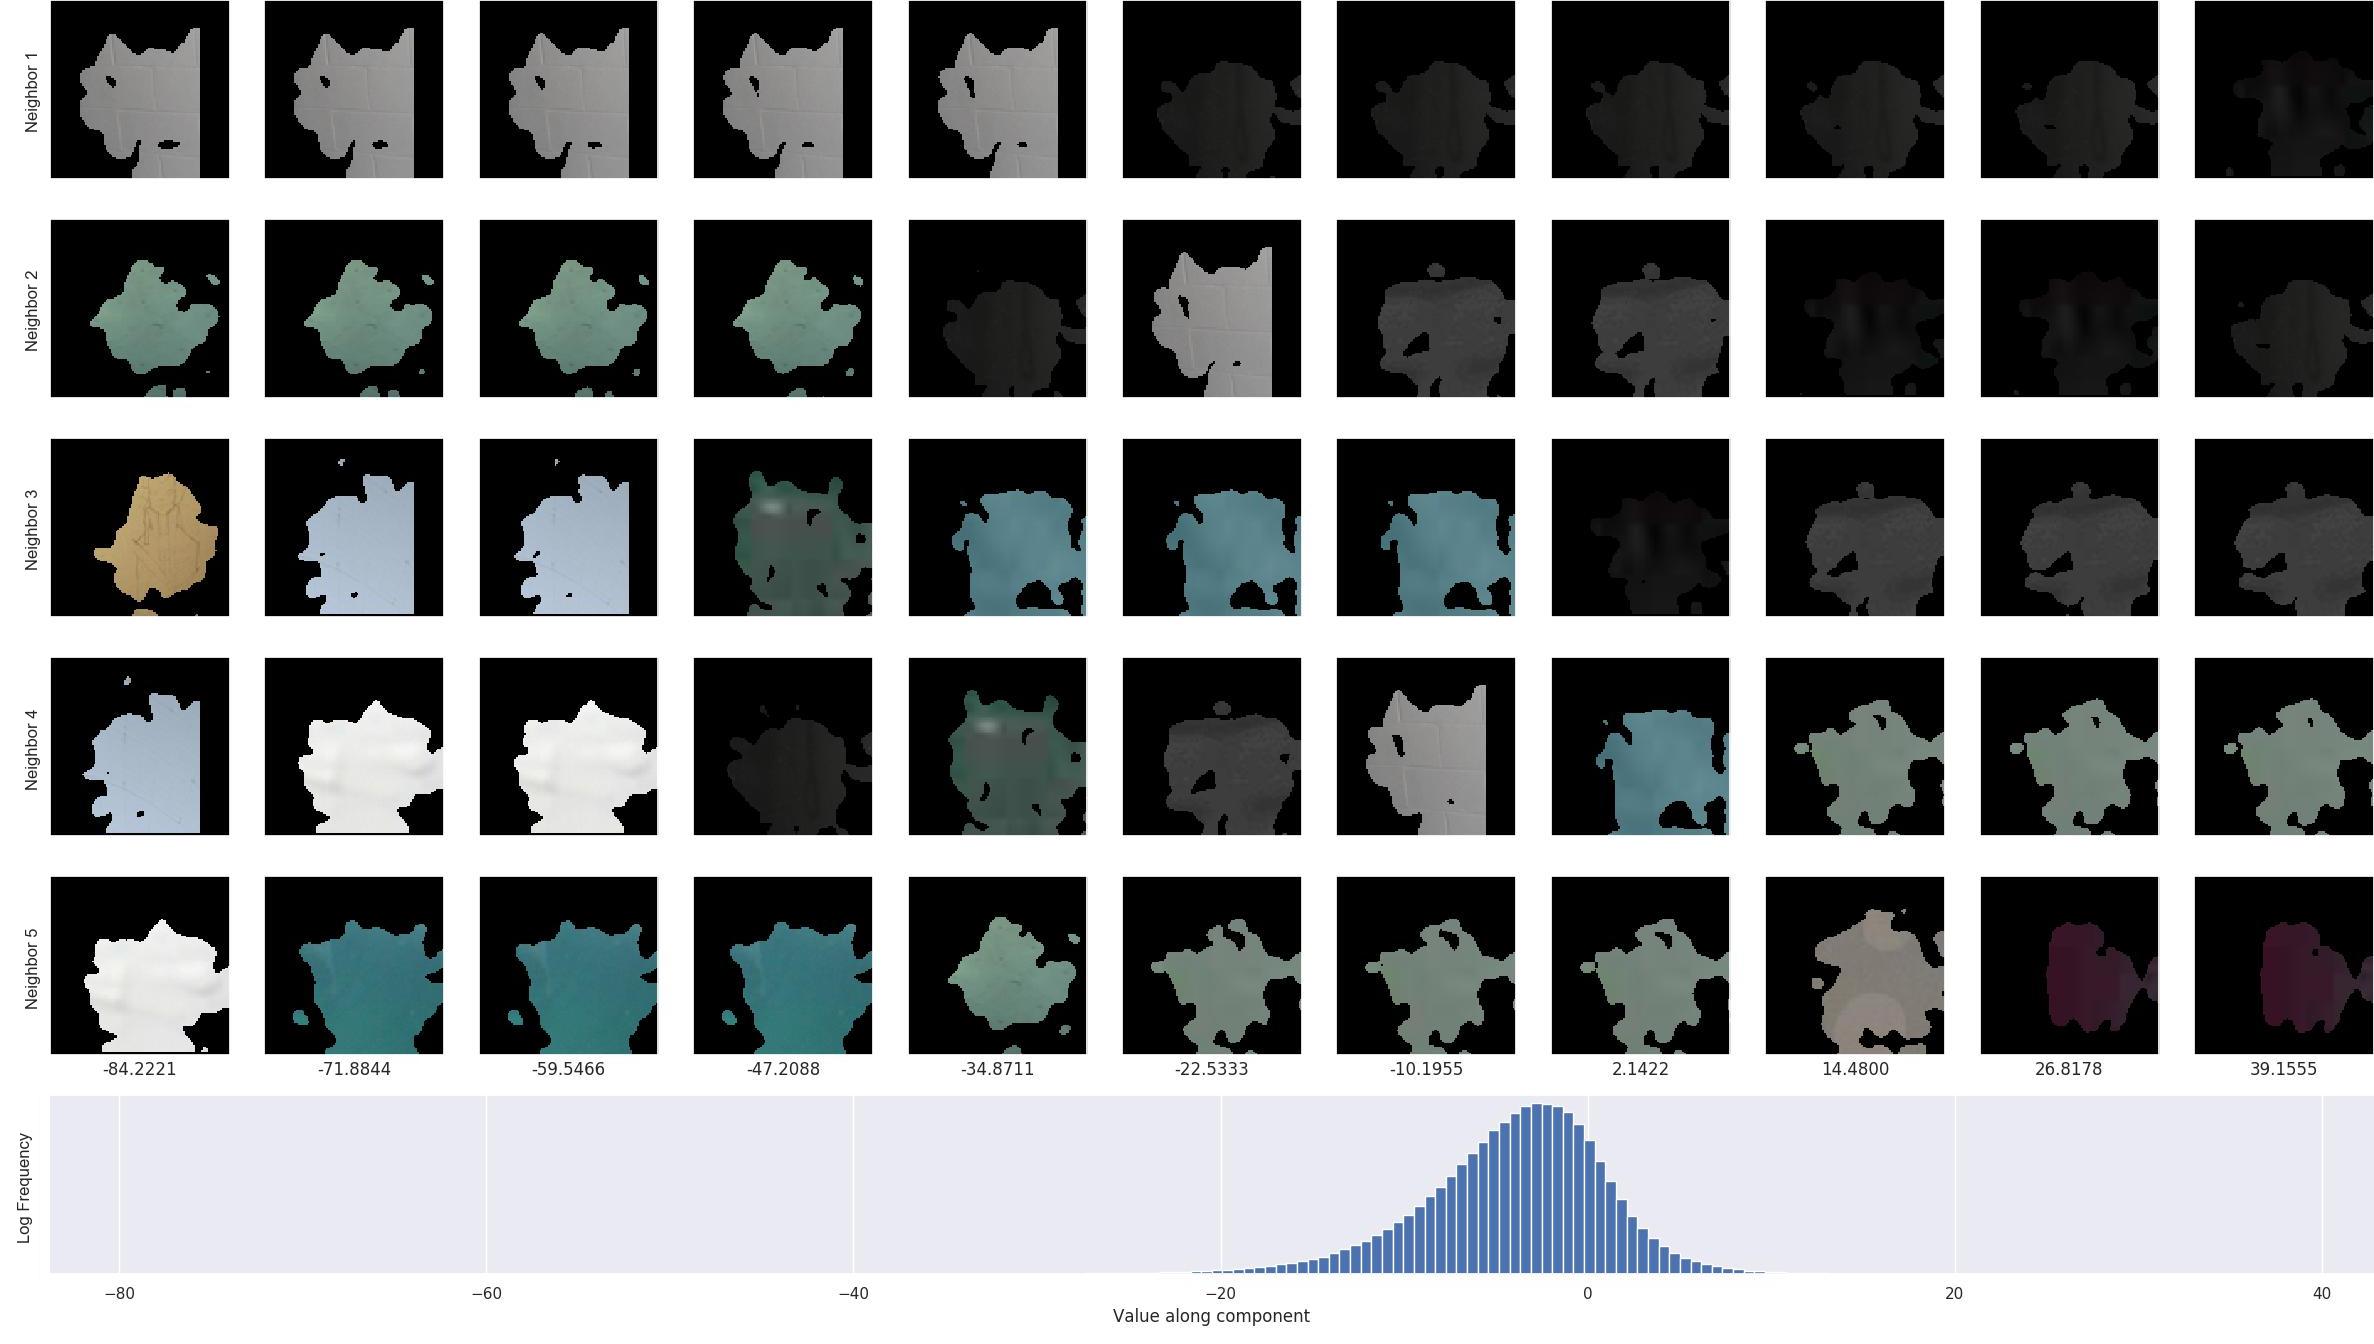 Neighbor 1
Neighbor 2
Neighbor 3
Neighbor 4
Neighbor 5
-84.2221 -71.8844 -59.5466 -47.2088 -34.8711 -22.5333 -10.1955 2.1422 14.4800 26.8178 39.1555
Log Frequency
−80 −60 −40 −20 0 20 40
Value along component